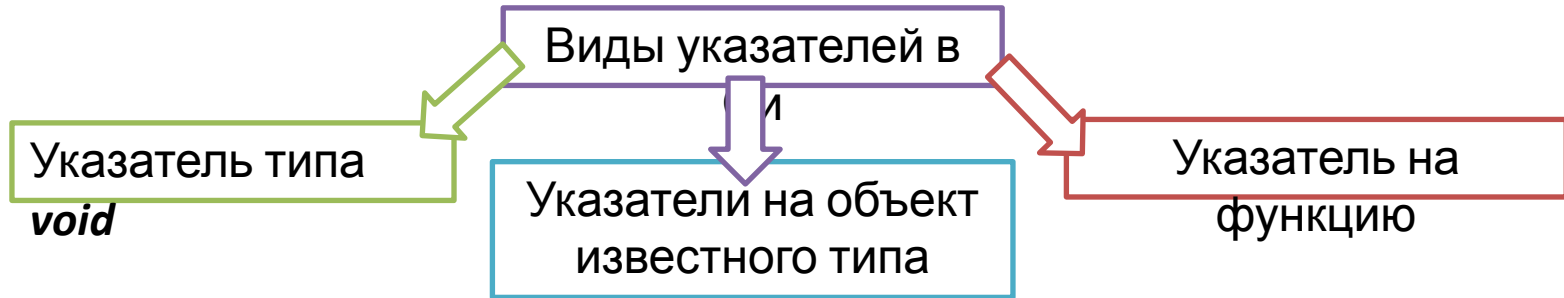 Виды указателей в
Си
Указатель типа
void
Указатели на объект
известного типа
Указатель на
функцию